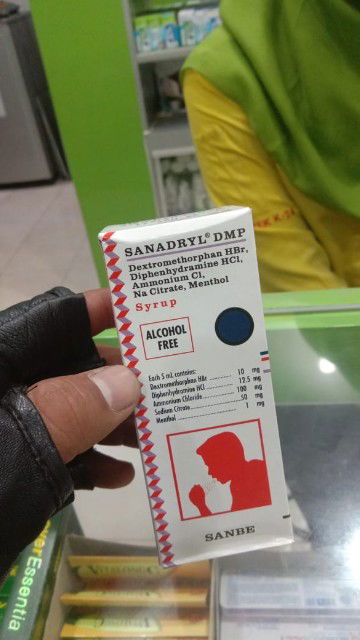 SANADRYL® DMP
Dextromethorphan HBr,
Diphenhydramine HCl,
Ammonium Cl,
Na Citrate, Menthol
Syrup
ALCOHOL
FREE
Each 5 mL contains:
Dextromethorphan HBr 10 mg
Diphenhydramine HCl 12.5 mg
Ammonium Chloride 100 mg
Sodium Citrate 50 mg
Menthol 1 mg
SANBE
verEssentia